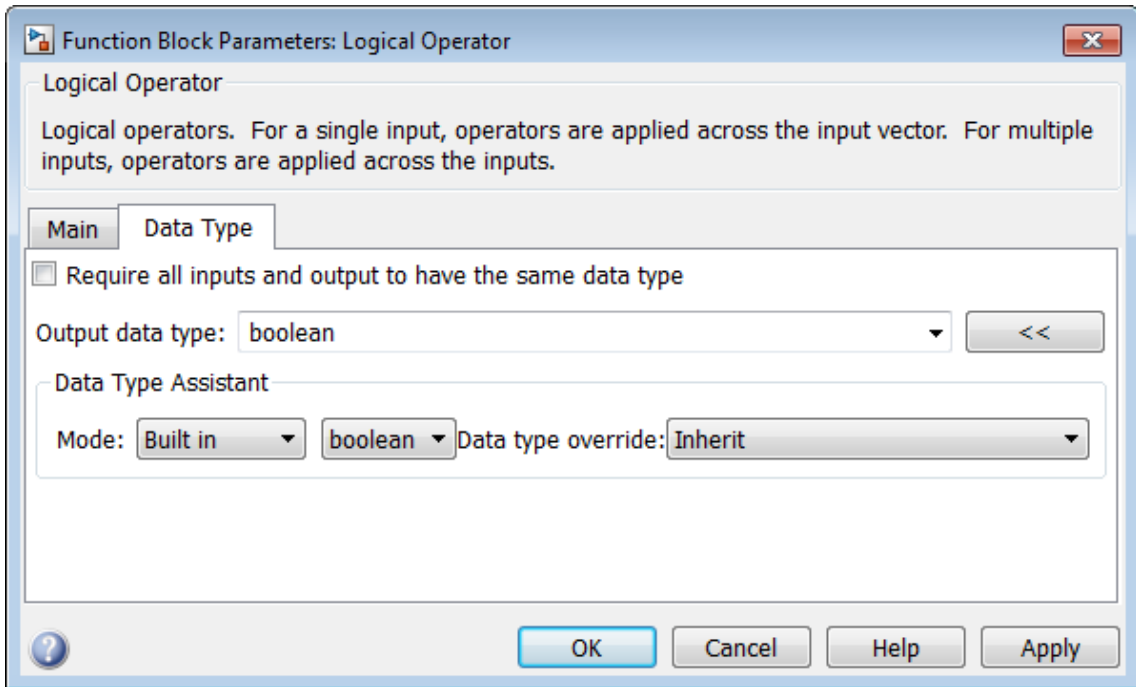 Function Block Parameters: Logical Operator
Logical Operator
Logical operators.  For a single input, operators are applied across the input vector.  For multiple
inputs, operators are applied across the inputs.
Main Data Type
Require all inputs and output to have the same data type
Output data type: boolean <<
Data Type Assistant
Mode: Built in boolean Data type override: Inherit
? OK Cancel Help Apply